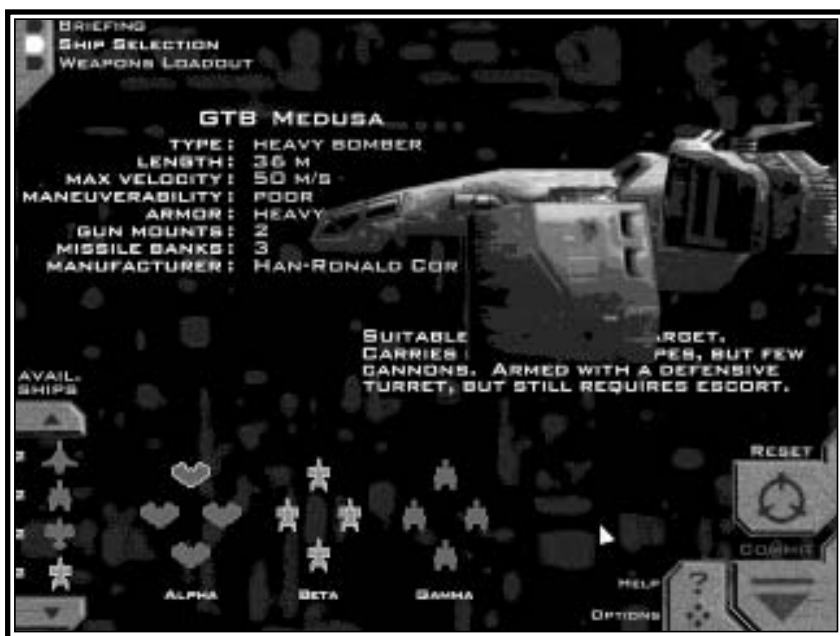 BRIEFING
SHIP SELECTION
WEAPONS LOADOUT
GTB MEDUSA
TYPE: HEAVY BOMBER
LENGTH: 36 M
MAX VELOCITY: 50 M/S
MANEUVERABILITY: POOR
ARMOR: HEAVY
GUN MOUNTS: 2
MISSILE BANKS: 3
MANUFACTURER: HAN-RONALD COR
SUITABLE RGET.
CARRIES PES, BUT FEW
CANNONS. ARMED WITH A DEFENSIVE
TURRET, BUT STILL REQUIRES ESCORT.
AVAIL.
SHIPS
RESET
COMMIT
HELP
?
OPTIONS
ALPHA
BETA
GAMMA